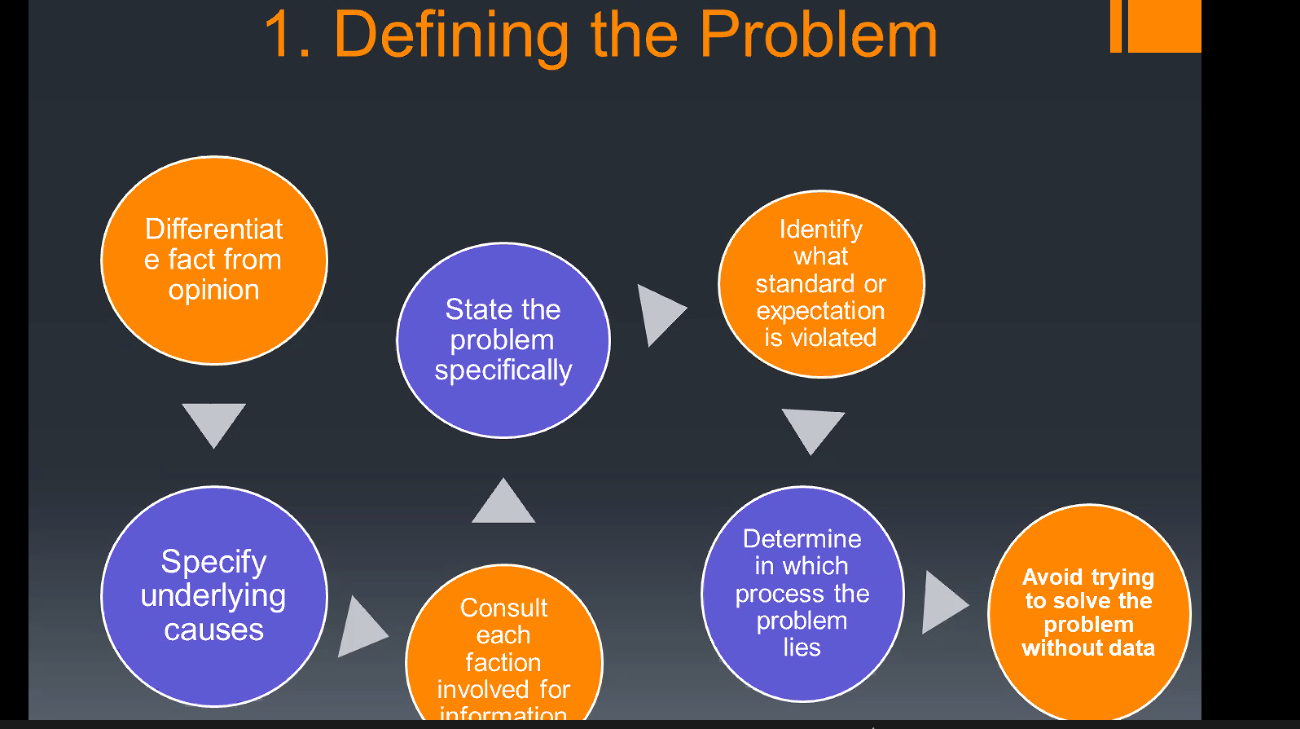 1. Defining the Problem
Differentiat
e fact from
opinion
Specify
underlying
causes
Consult
each
faction
involved for
information
State the
problem
specifically
Identify
what
standard or
expectation
is violated
Determine
in which
process the
problem
lies
Avoid trying
to solve the
problem
without data